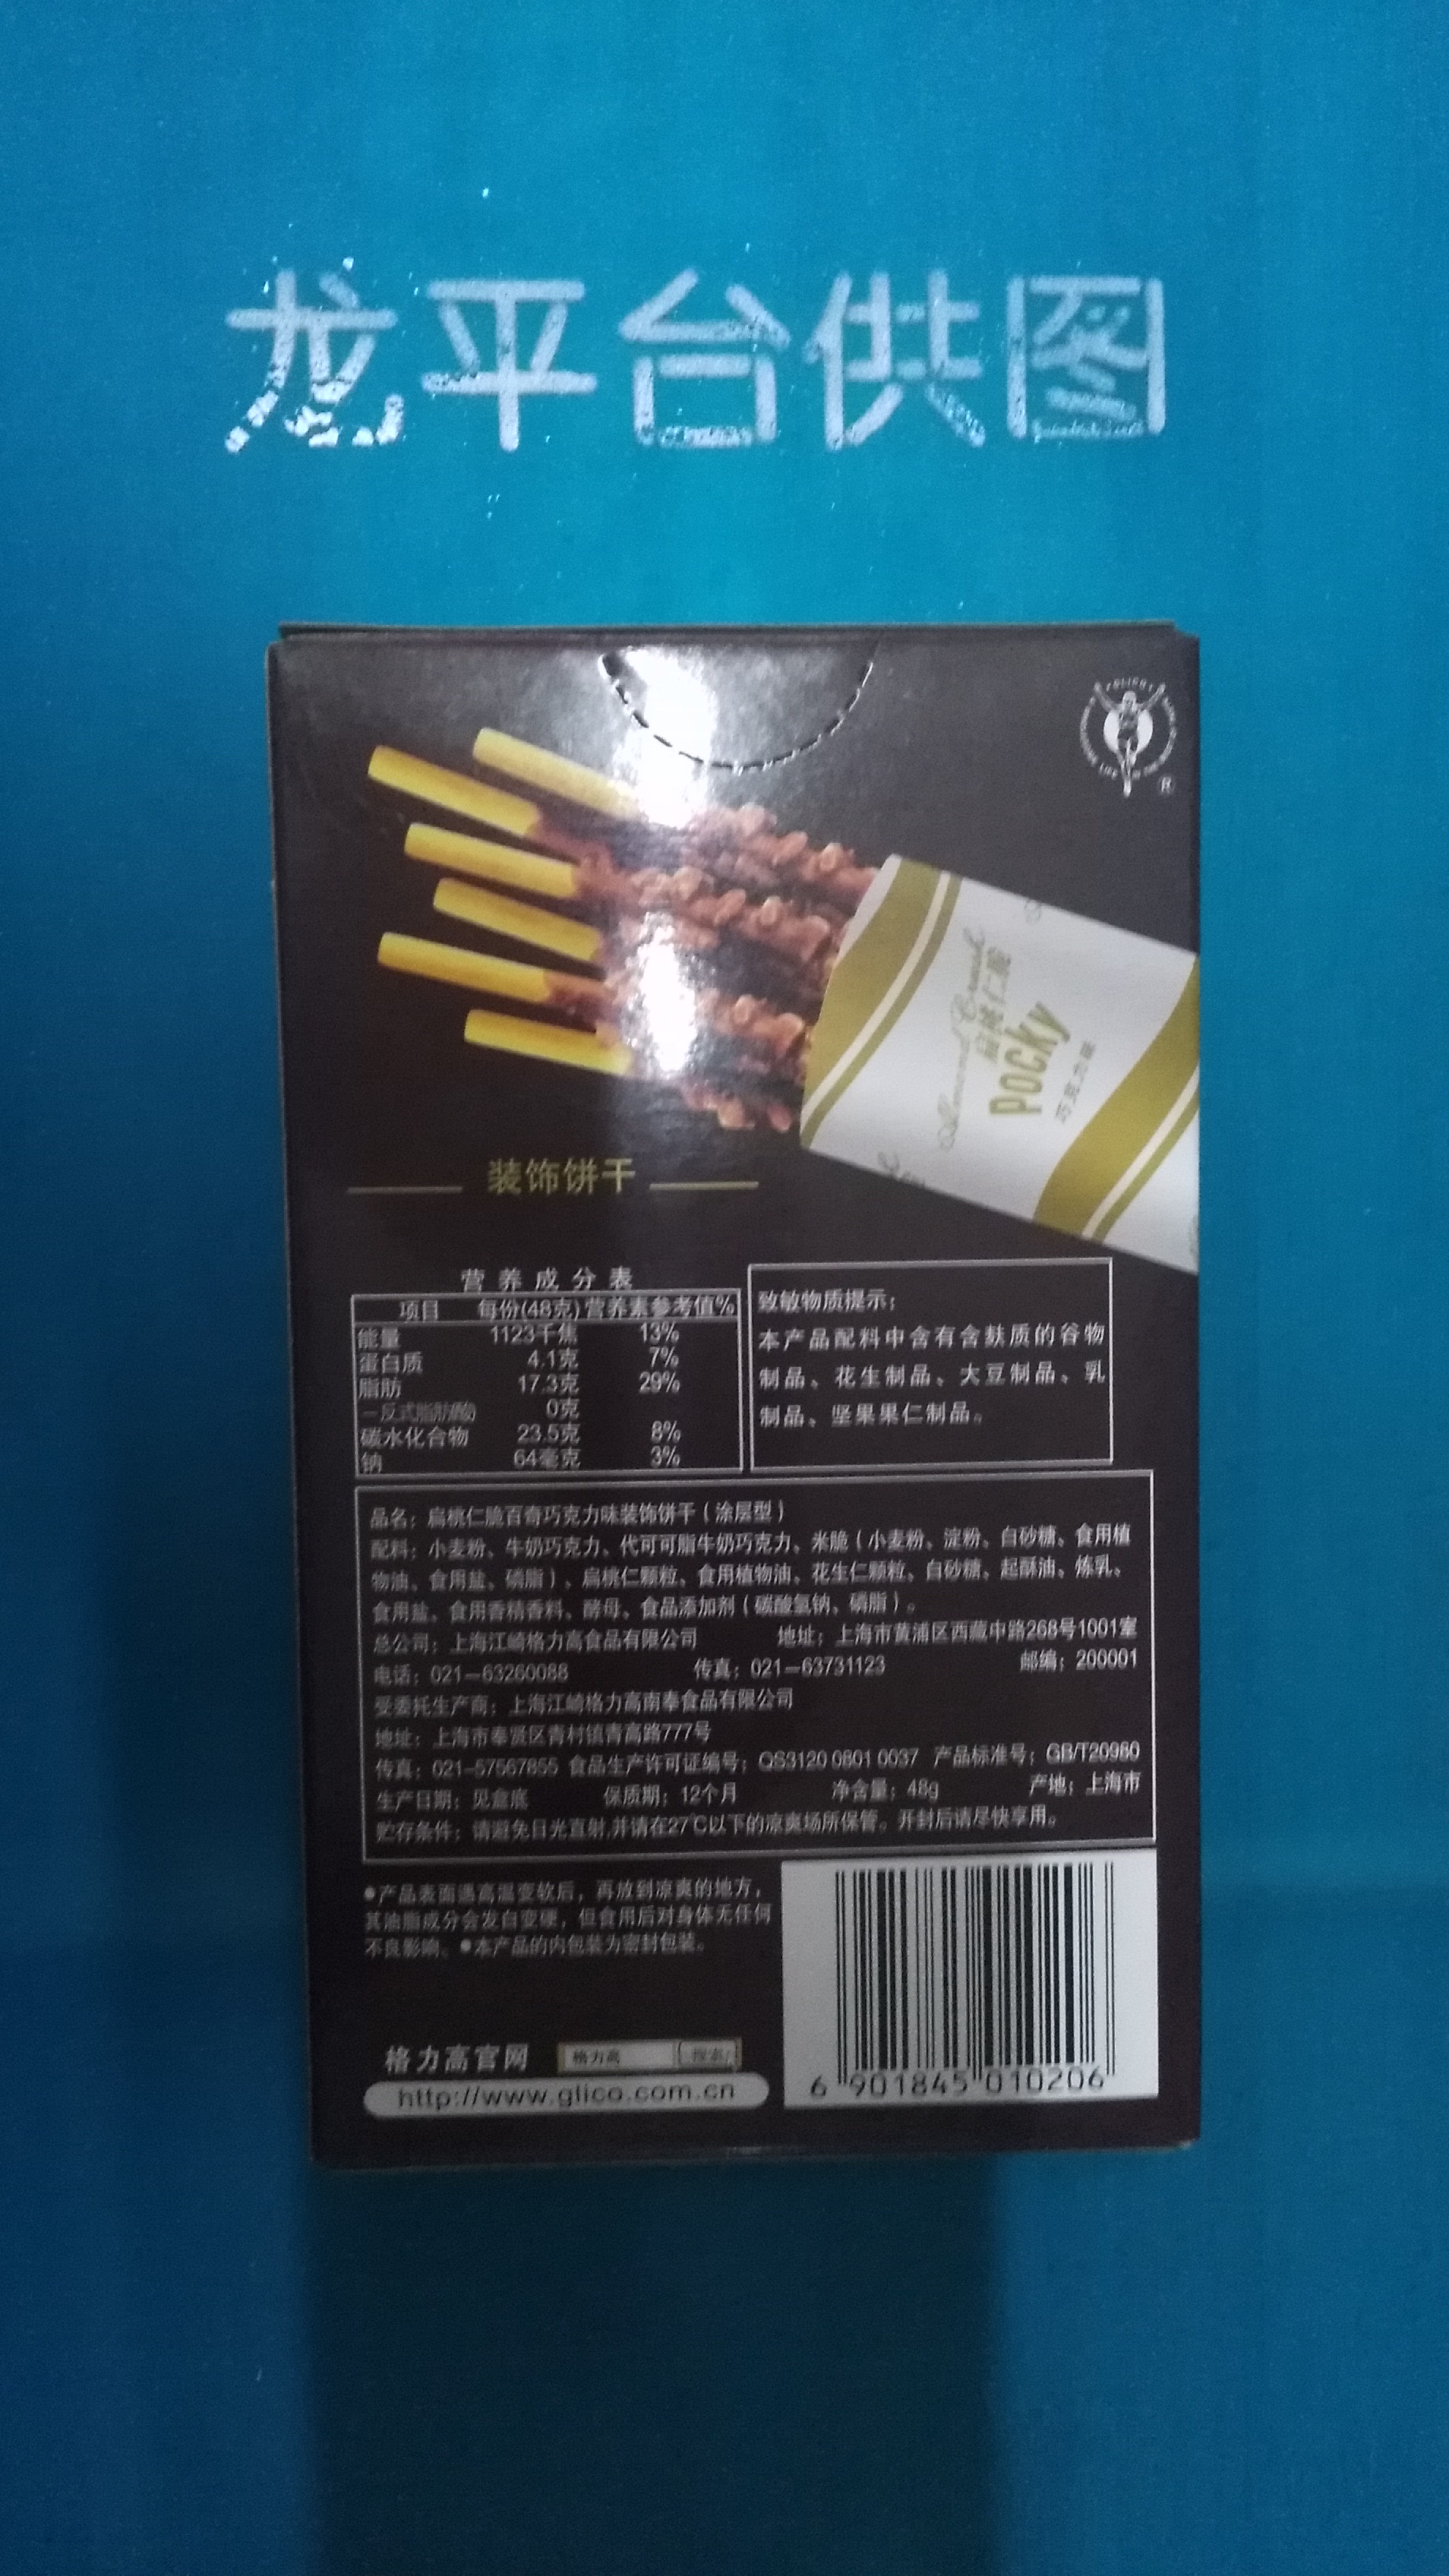 龙平台供图
GLICO
R
Almond Crush
扁桃仁脆
Pocky
巧克力味
装饰饼干
营养成分表
项目 每份(48克) 营养素参考值%
能量 1123千焦 13%
蛋白质 4.1克 7%
脂肪 17.3克 29%
—反式脂肪(酸) 0克
碳水化合物 23.5克 8%
钠 64毫克 3%
致敏物质提示：
本产品配料中含有含麸质的谷物
制品、花生制品、大豆制品、乳
制品、坚果果仁制品。
品名：扁桃仁脆百奇巧克力味装饰饼干（涂层型）
配料：小麦粉、牛奶巧克力、代可可脂牛奶巧克力、米脆（小麦粉、淀粉、白砂糖、食用植
物油、食用盐、磷脂）、扁桃仁颗粒、食用植物油、花生仁颗粒、白砂糖、起酥油、炼乳、
食用盐、食用香精香料、酵母、食品添加剂（碳酸氢钠、磷脂）。
总公司：上海江崎格力高食品有限公司 地址：上海市黄浦区西藏中路268号1001室
电话：021—63260088 传真：021—63731123 邮编：200001
受委托生产商：上海江崎格力高南奉食品有限公司
地址：上海市奉贤区青村镇青高路777号
传真：021–57567855 食品生产许可证编号：QS3120 0801 0037 产品标准号：GB/T20980
生产日期：见盒底 保质期：12个月 净含量：48g 产地：上海市
贮存条件：请避免日光直射,并请在27℃以下的凉爽场所保管。开封后请尽快享用。
●产品表面遇高温变软后，再放到凉爽的地方，
其油脂成分会发白变硬，但食用后对身体无任何
不良影响。●本产品的内包装为密封包装。
格力高官网 格力高 搜索
http://www.glico.com.cn
6 901845 010206